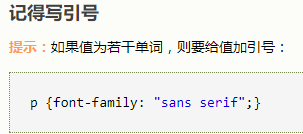 记得写引号
提示：如果值为若干单词，则要给值加引号：
p {font-family: "sans serif";}